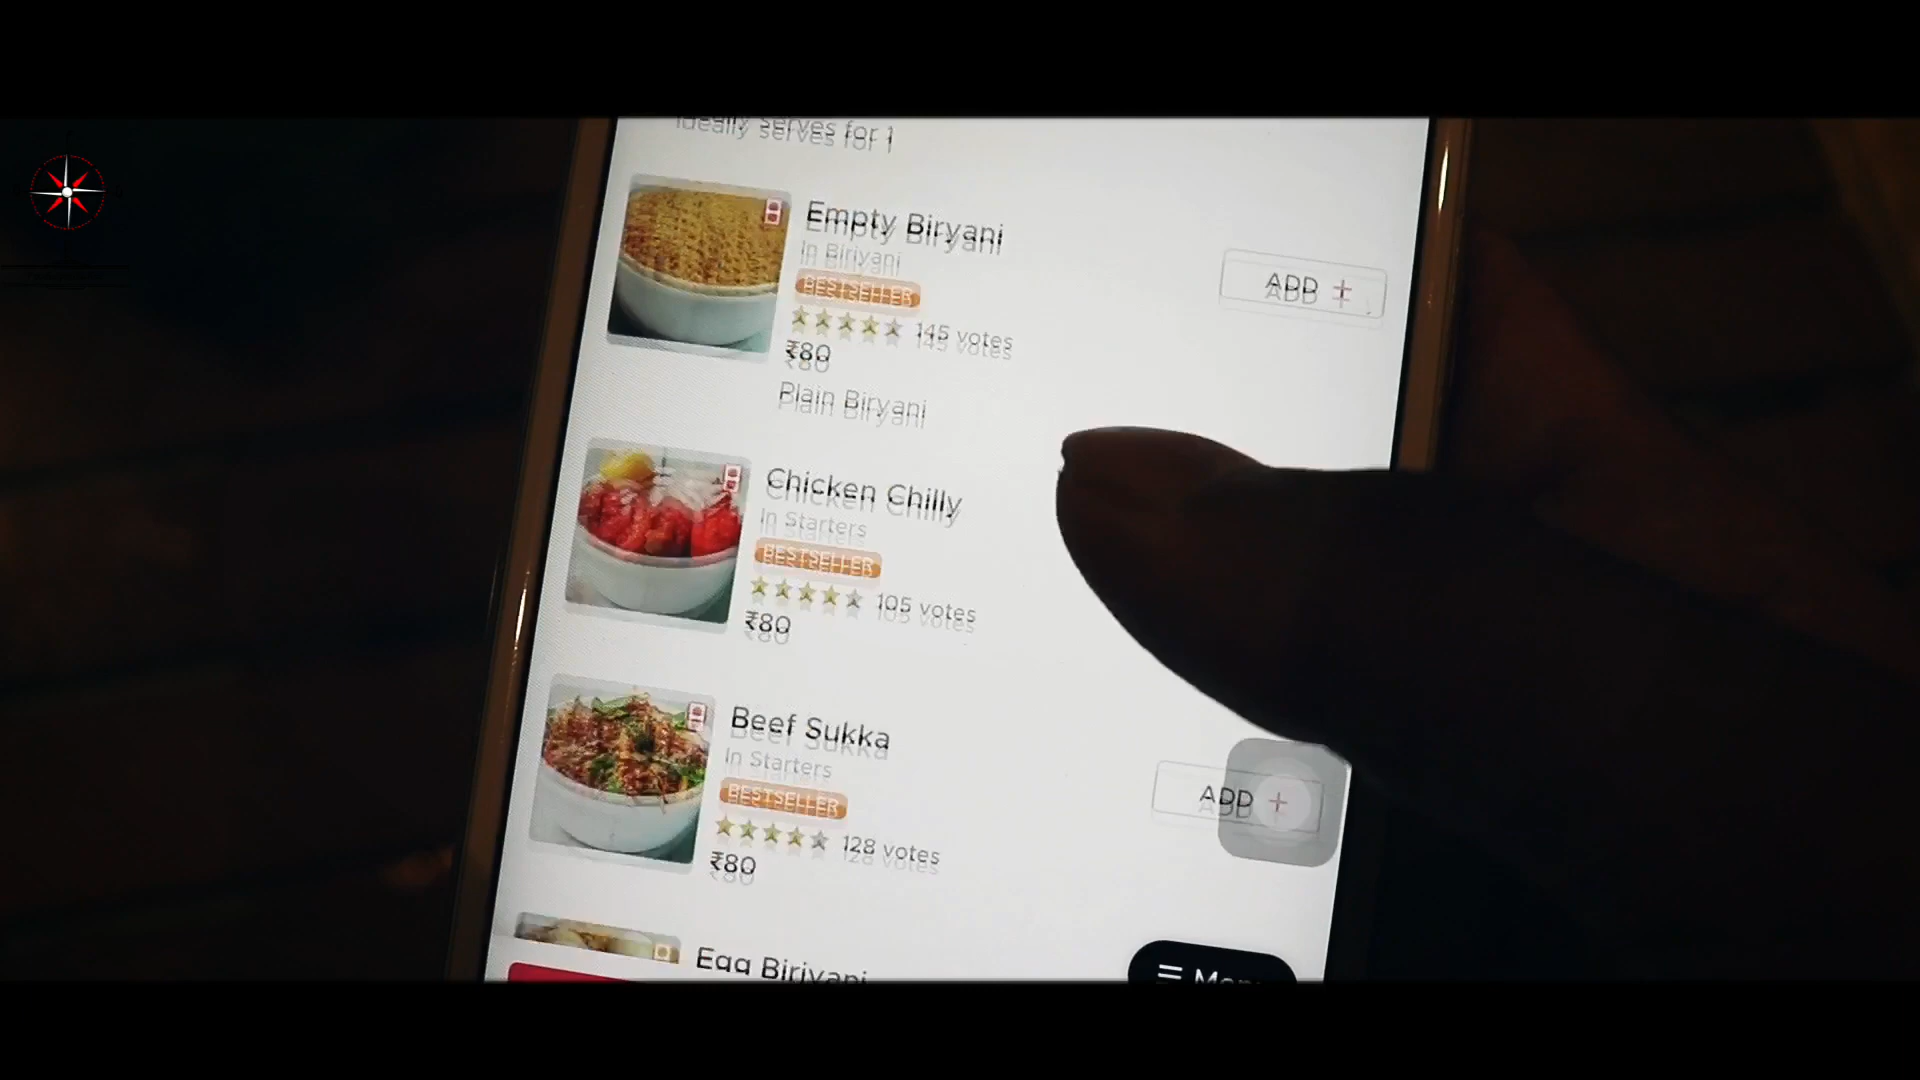 Ideally serves for 1
Empty Biryani
In Biriyani
BESTSELLER
145 votes
₹80
Plain Biryani
ADD +
Chicken Chilly
In Starters
BESTSELLER
105 votes
₹80
Beef Sukka
In Starters
BESTSELLER
128 votes
₹80
ADD +
Egg Biriyani
Menu